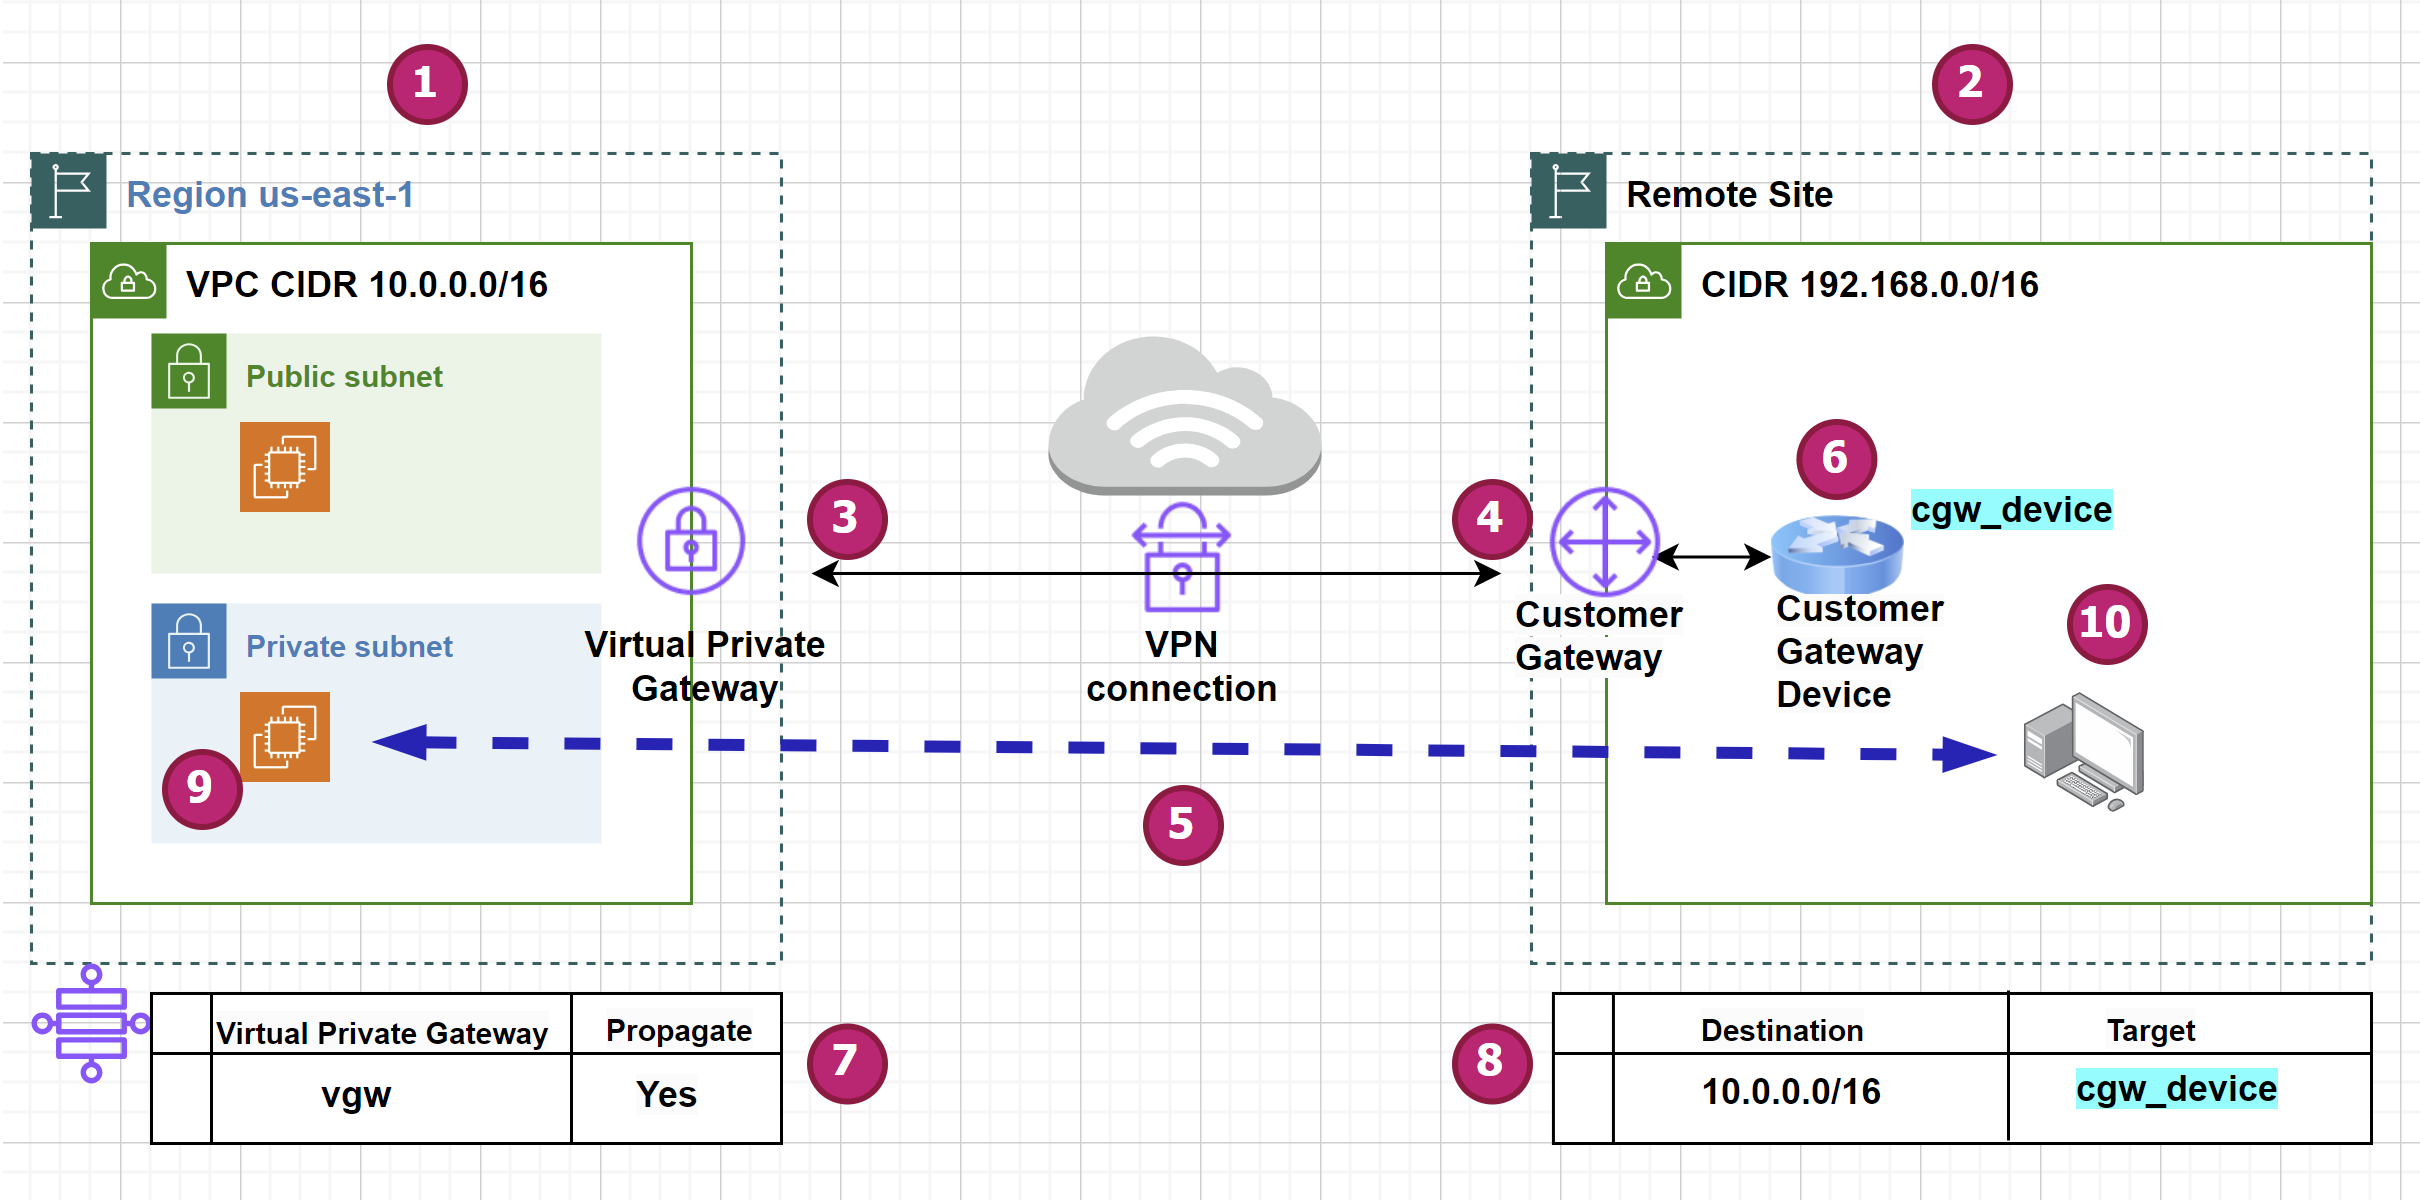 1
2
Region us-east-1
Remote Site
VPC CIDR 10.0.0.0/16
CIDR 192.168.0.0/16
Public subnet
6
3
4
cgw_device
Customer
Gateway
Customer
Gateway
Device
10
Private subnet
Virtual Private
Gateway
VPN
connection
9
5
Virtual Private Gateway
Propagate
vgw
Yes
7
8
Destination
Target
10.0.0.0/16
cgw_device